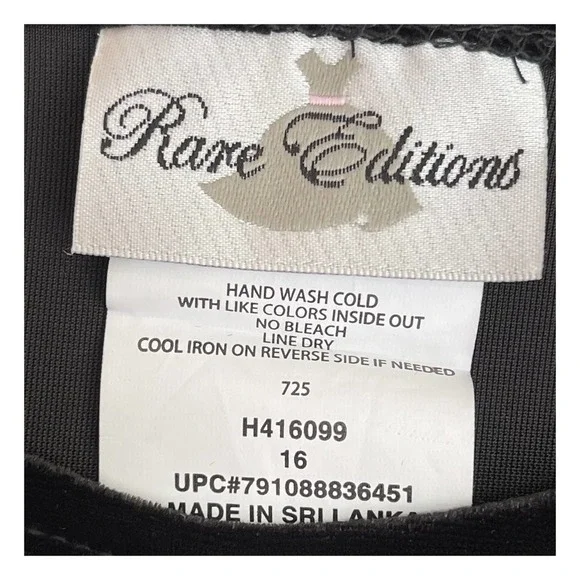 Rare Editions
HAND WASH COLD
WITH LIKE COLORS INSIDE OUT
NO BLEACH
LINE DRY
COOL IRON ON REVERSE SIDE IF NEEDED
725
H416099
16
UPC#791088836451
MADE IN SRI LANKA